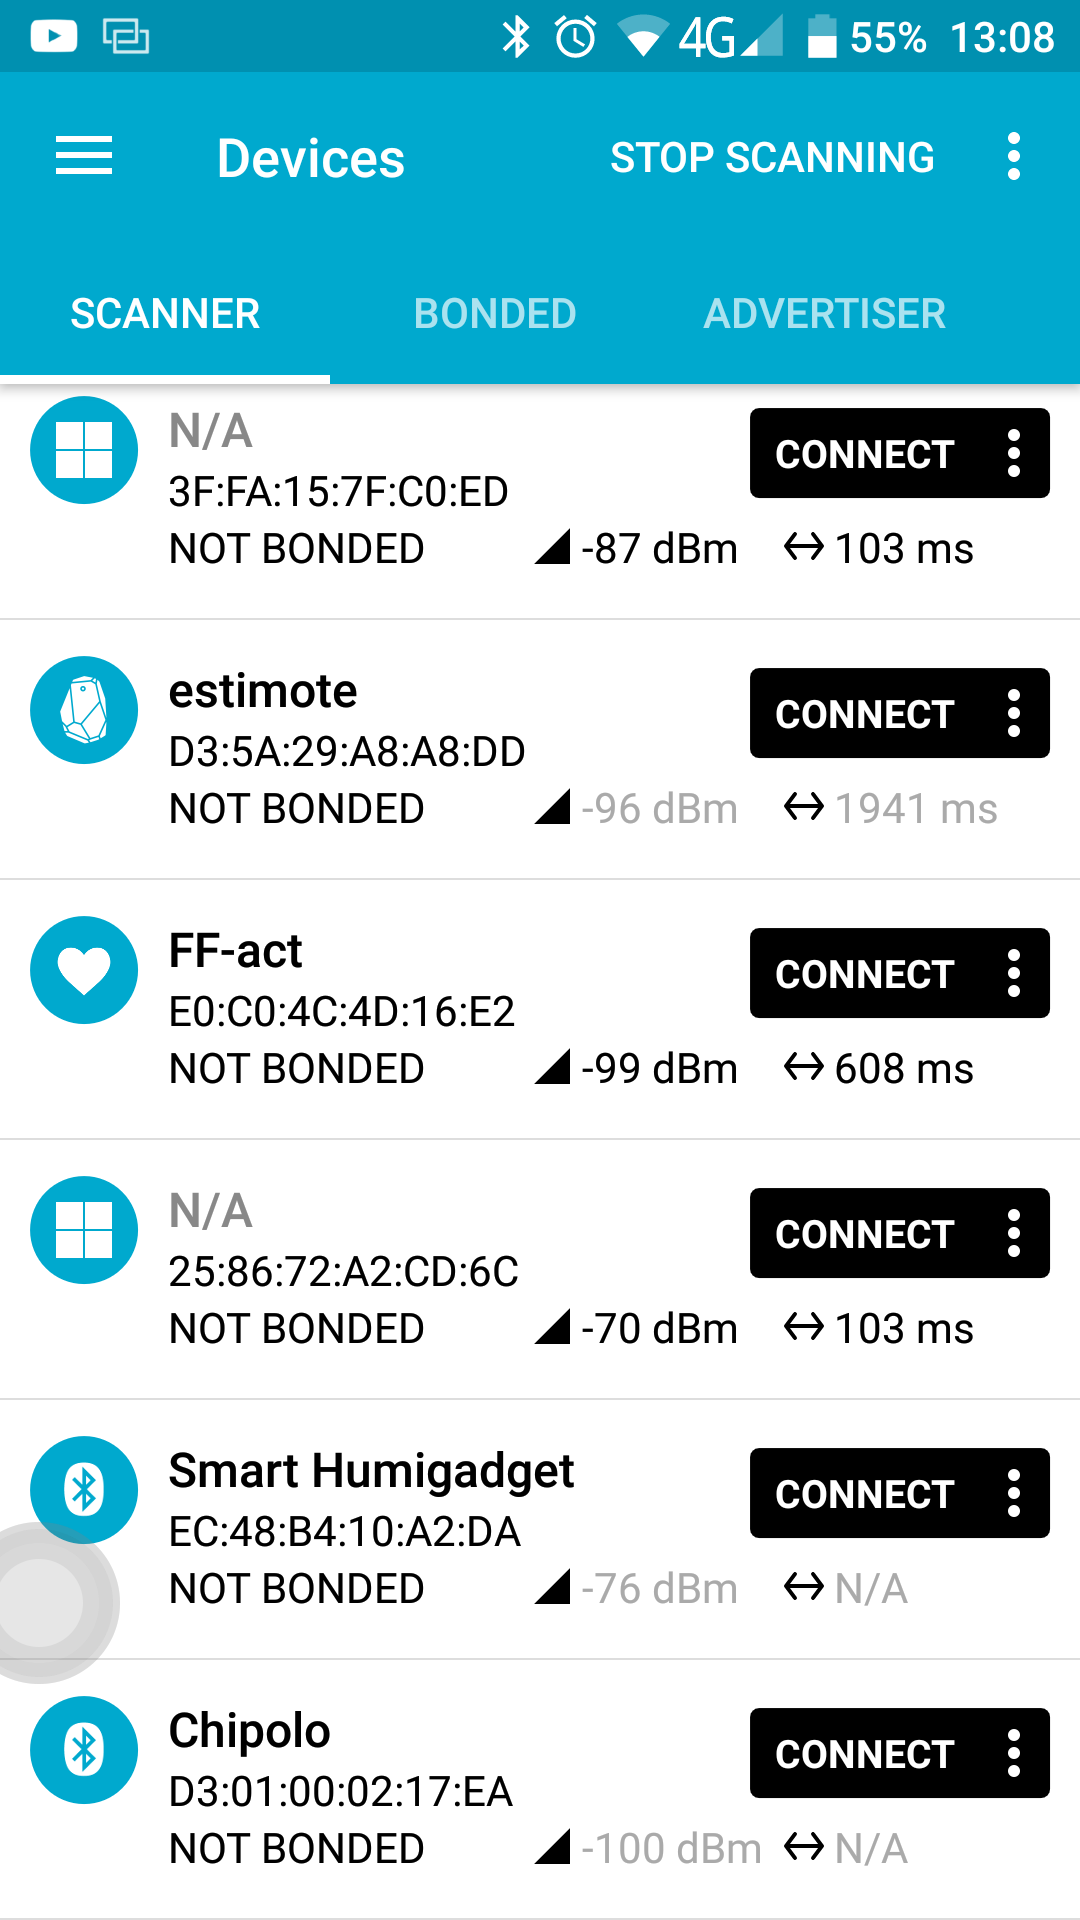 4G 55% 13:08
Devices STOP SCANNING
SCANNER BONDED ADVERTISER
N/A CONNECT
3F:FA:15:7F:C0:ED
NOT BONDED -87 dBm 103 ms
estimote CONNECT
D3:5A:29:A8:A8:DD
NOT BONDED -96 dBm 1941 ms
FF-act CONNECT
E0:C0:4C:4D:16:E2
NOT BONDED -99 dBm 608 ms
N/A CONNECT
25:86:72:A2:CD:6C
NOT BONDED -70 dBm 103 ms
Smart Humigadget CONNECT
EC:48:B4:10:A2:DA
NOT BONDED -76 dBm N/A
Chipolo CONNECT
D3:01:00:02:17:EA
NOT BONDED -100 dBm N/A